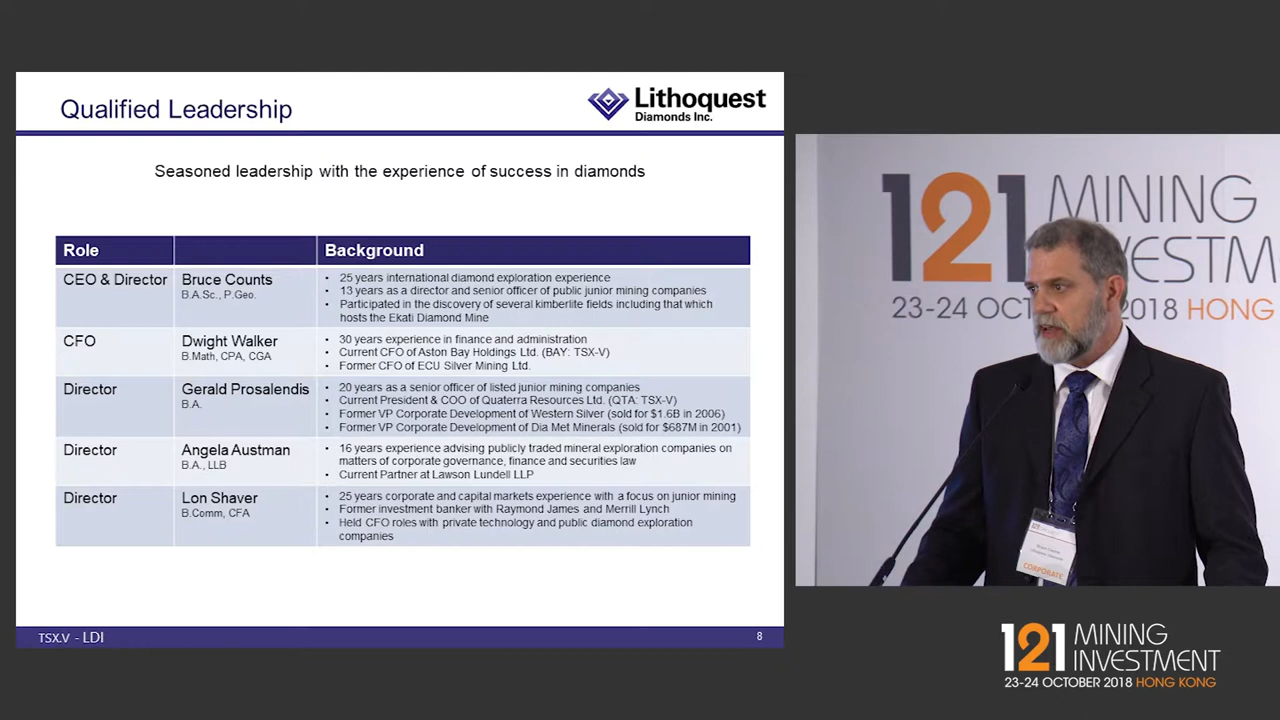 Qualified Leadership
Lithoquest
Diamonds Inc.
Seasoned leadership with the experience of success in diamonds
Role
Background
CEO & Director
Bruce Counts
B.A.Sc., P.Geo.
• 25 years international diamond exploration experience
• 13 years as a director and senior officer of public junior mining companies
• Participated in the discovery of several kimberlite fields including that which
hosts the Ekati Diamond Mine
CFO
Dwight Walker
B.Math, CPA, CGA
• 30 years experience in finance and administration
• Current CFO of Aston Bay Holdings Ltd. (BAY: TSX-V)
• Former CFO of ECU Silver Mining Ltd.
Director
Gerald Prosalendis
B.A.
• 20 years as a senior officer of listed junior mining companies
• Current President & COO of Quaterra Resources Ltd. (QTA: TSX-V)
• Former VP Corporate Development of Western Silver (sold for $1.6B in 2006)
• Former VP Corporate Development of Dia Met Minerals (sold for $687M in 2001)
Director
Angela Austman
B.A., LLB
• 16 years experience advising publicly traded mineral exploration companies on
matters of corporate governance, finance and securities law
• Current Partner at Lawson Lundell LLP
Director
Lon Shaver
B.Comm, CFA
• 25 years corporate and capital markets experience with a focus on junior mining
• Former investment banker with Raymond James and Merrill Lynch
• Held CFO roles with private technology and public diamond exploration
companies
TSX.V - LDI
8
121 MINING
INVESTM
23-24 OCTO 2018 HONG
CORPORATE
121 MINING
INVESTMENT
23-24 OCTOBER 2018 HONG KONG